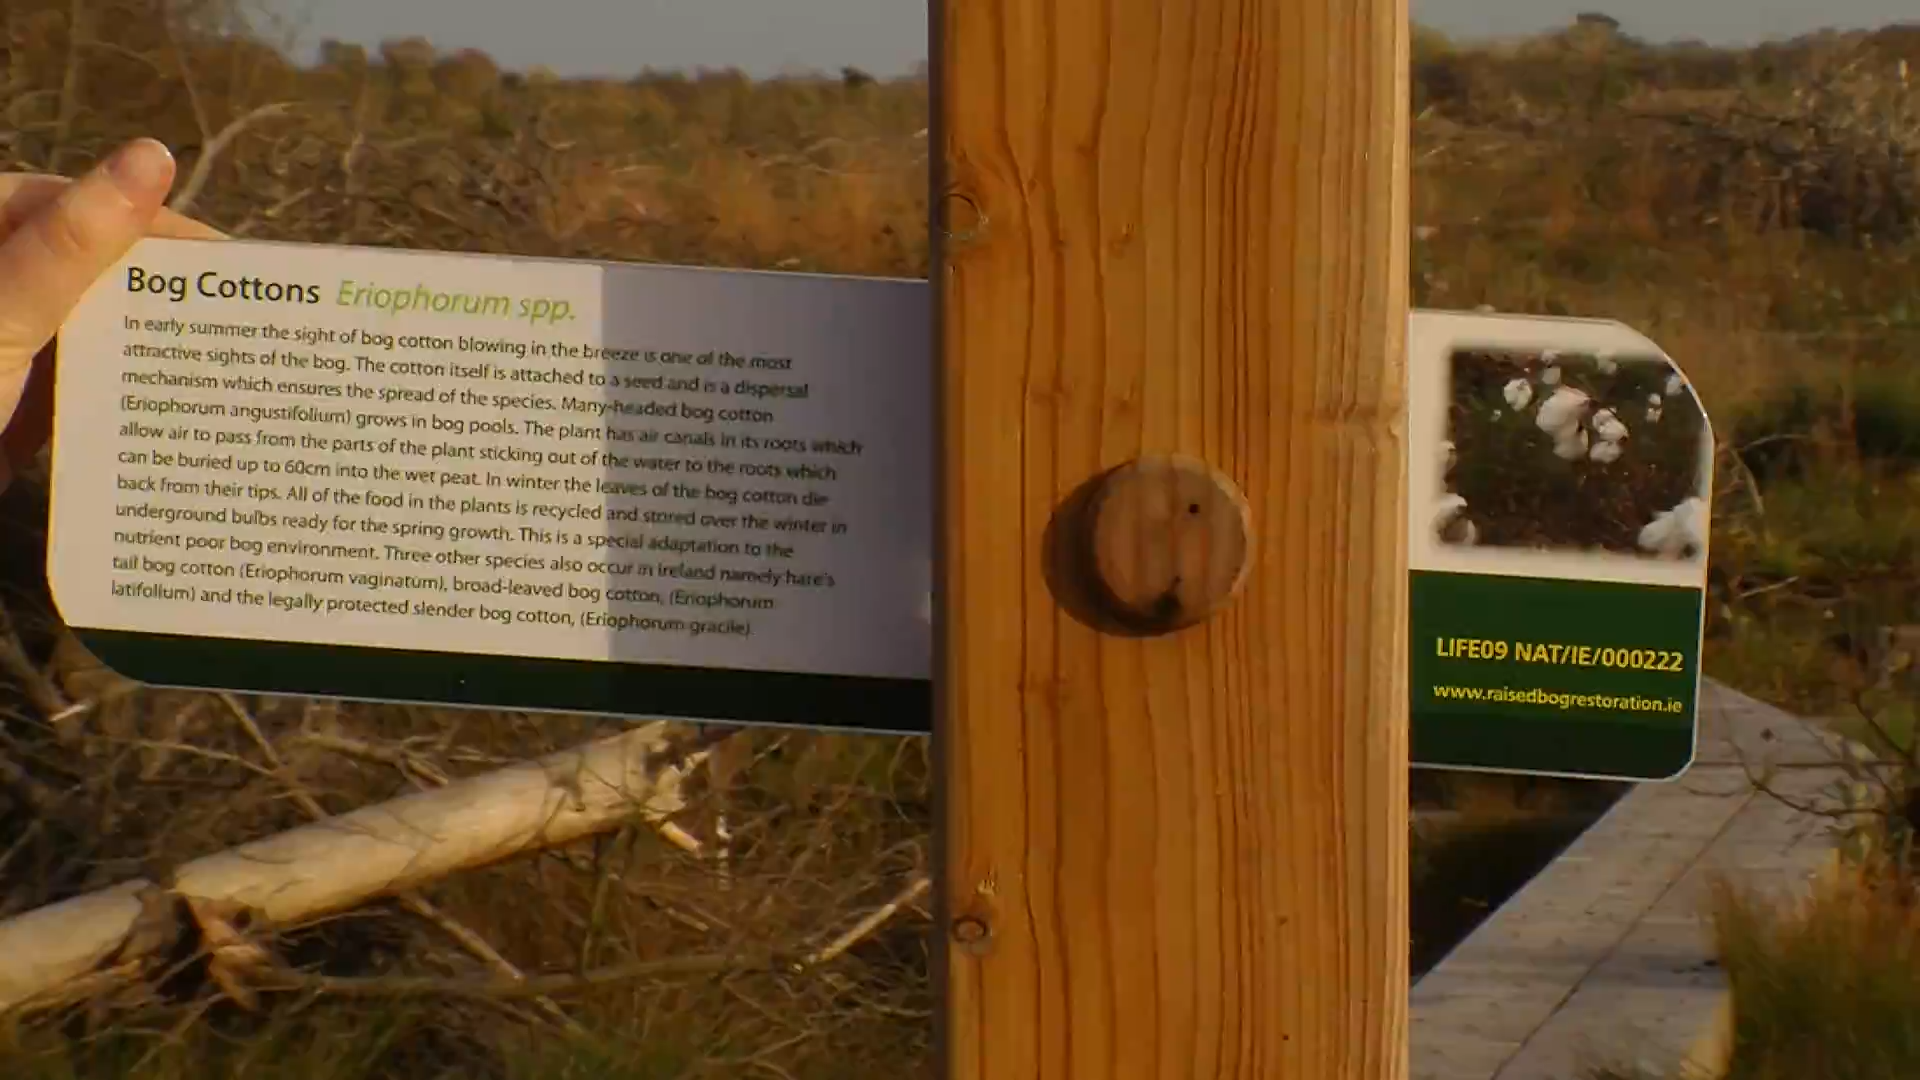 Bog Cottons Eriophorum spp.
In early summer the sight of bog cotton blowing in the breeze is one of the most
attractive sights of the bog. The cotton itself is attached to a seed and is a dispersal
mechanism which ensures the spread of the species. Many-headed bog cotton
(Eriophorum angustifolium) grows in bog pools. The plant has air canals in its roots which
allow air to pass from the parts of the plant sticking out of the water to the roots which
can be buried up to 60cm into the wet peat. In winter the leaves of the bog cotton die
back from their tips. All of the food in the plants is recycled and stored over the winter in
underground bulbs ready for the spring growth. This is a special adaptation to the
nutrient poor bog environment. Three other species also occur in Ireland namely hare's
tail bog cotton (Eriophorum vaginatum), broad-leaved bog cotton, (Eriophorum
latifolium) and the legally protected slender bog cotton, (Eriophorum gracile).
LIFE09 NAT/IE/000222
www.raisedbogrestoration.ie